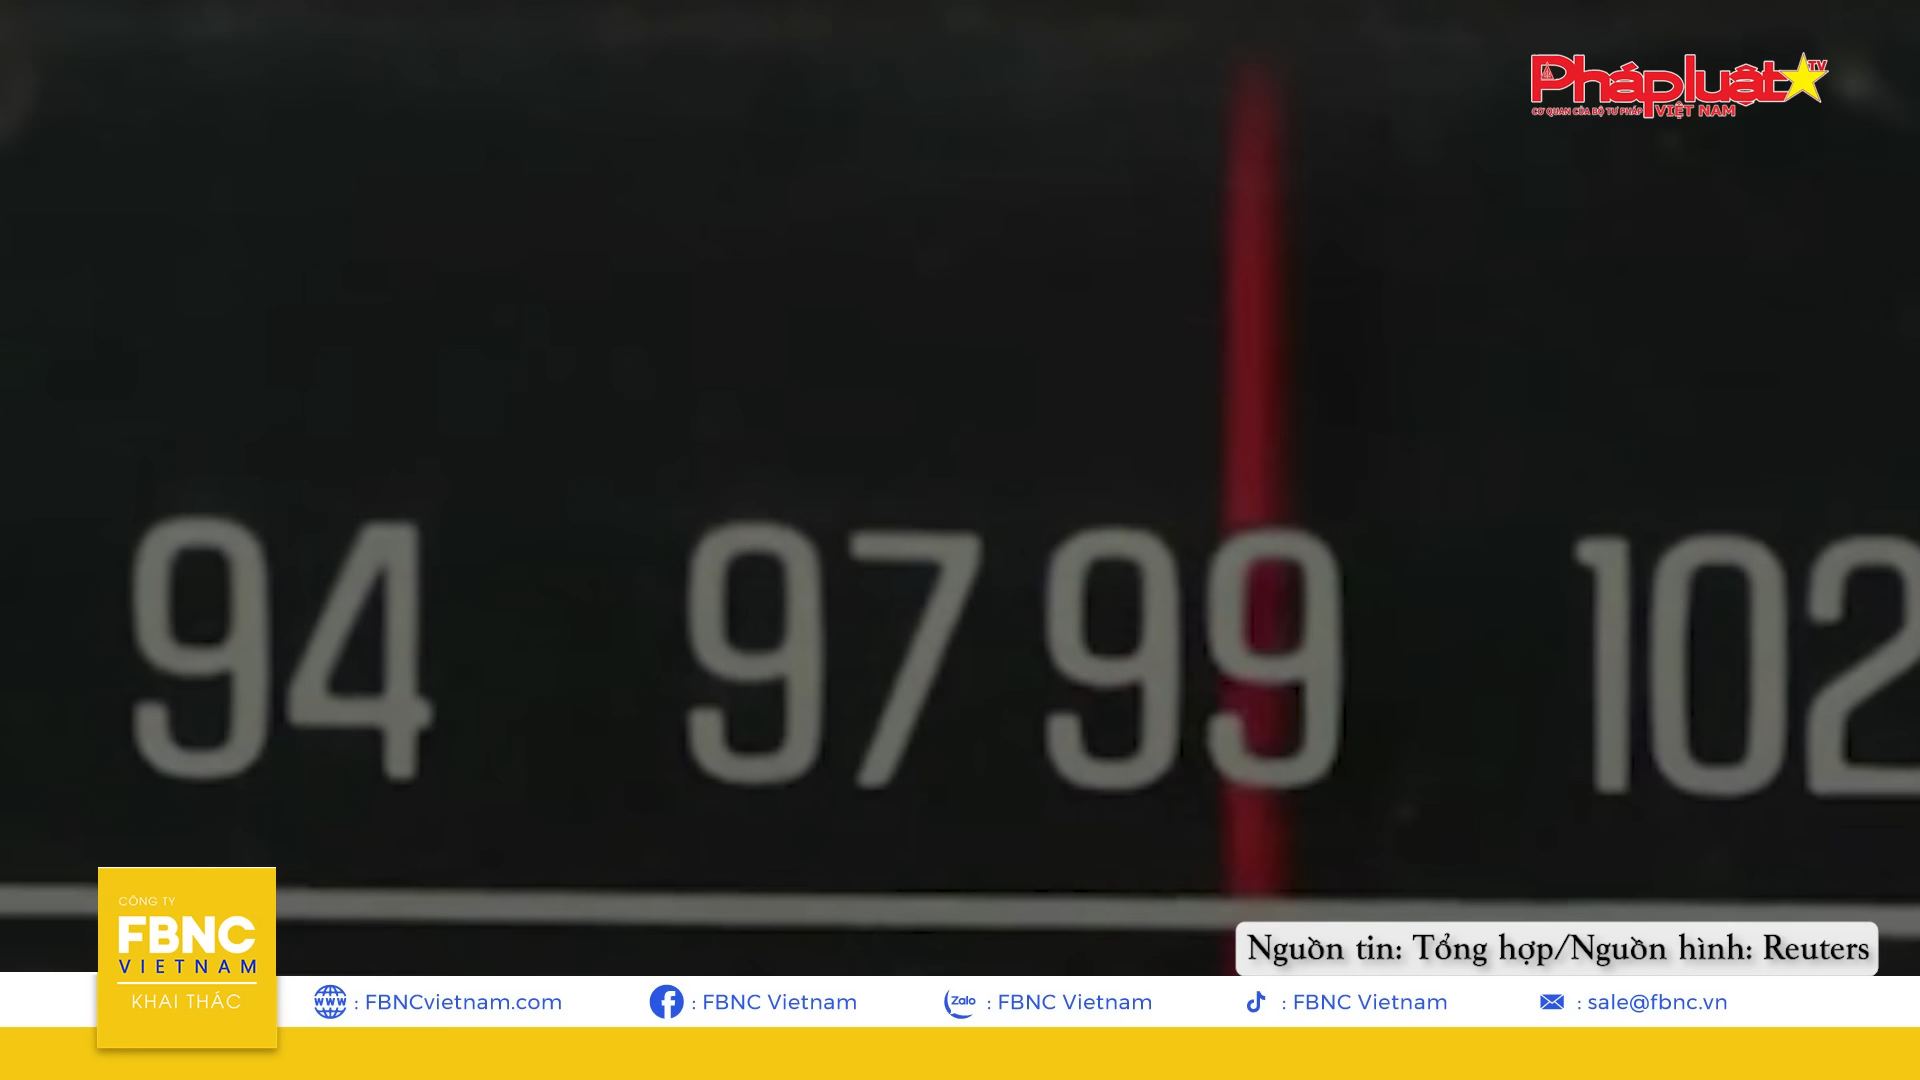 Phápluật TV
CƠ QUAN CỦA BỘ TƯ PHÁP VIỆT NAM
94 97 99 102
CÔNG TY
FBNC
VIETNAM
KHAI THÁC
Nguồn tin: Tổng hợp/Nguồn hình: Reuters
www : FBNCvietnam.com
: FBNC Vietnam
Zalo : FBNC Vietnam
: FBNC Vietnam
: sale@fbnc.vn